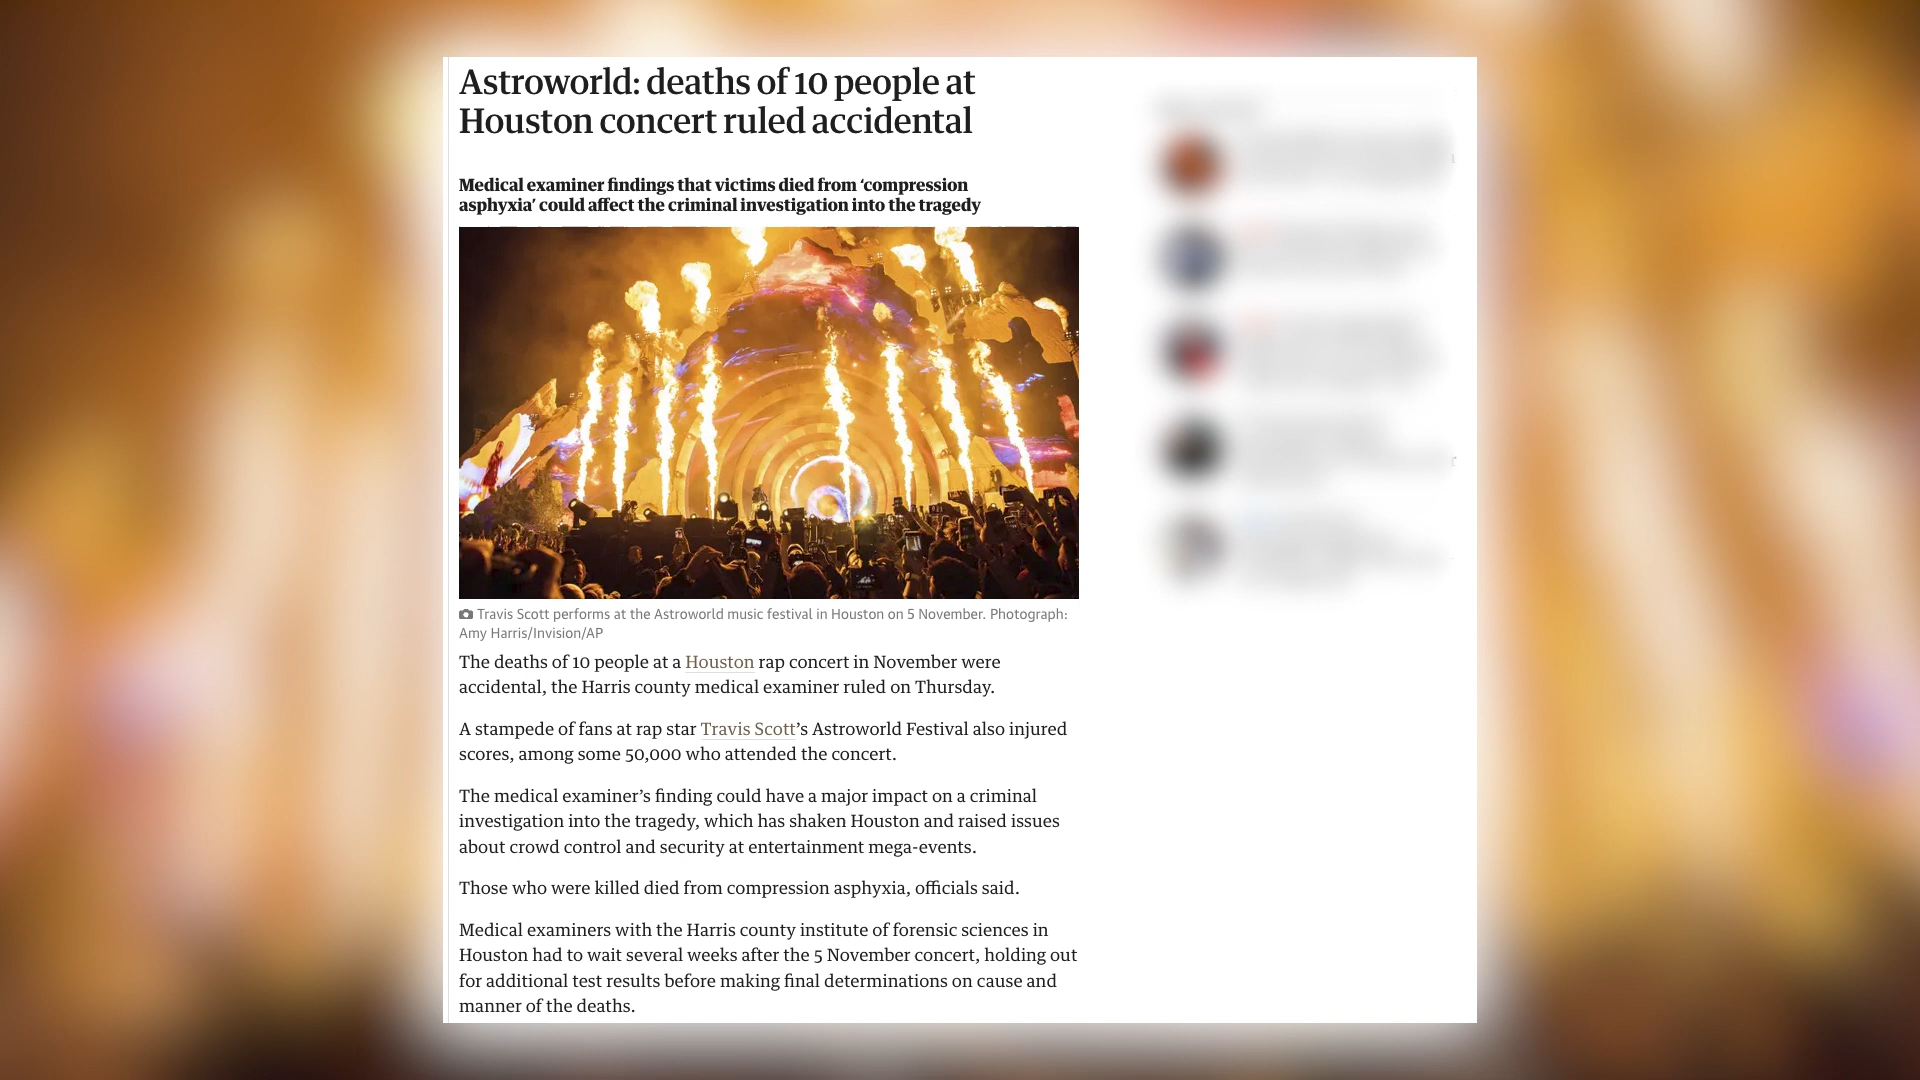 Astroworld: deaths of 10 people at
Houston concert ruled accidental
Medical examiner findings that victims died from ‘compression
asphyxia’ could affect the criminal investigation into the tragedy
Travis Scott performs at the Astroworld music festival in Houston on 5 November. Photograph:
Amy Harris/Invision/AP
The deaths of 10 people at a Houston rap concert in November were
accidental, the Harris county medical examiner ruled on Thursday.
A stampede of fans at rap star Travis Scott’s Astroworld Festival also injured
scores, among some 50,000 who attended the concert.
The medical examiner’s finding could have a major impact on a criminal
investigation into the tragedy, which has shaken Houston and raised issues
about crowd control and security at entertainment mega-events.
Those who were killed died from compression asphyxia, officials said.
Medical examiners with the Harris county institute of forensic sciences in
Houston had to wait several weeks after the 5 November concert, holding out
for additional test results before making final determinations on cause and
manner of the deaths.